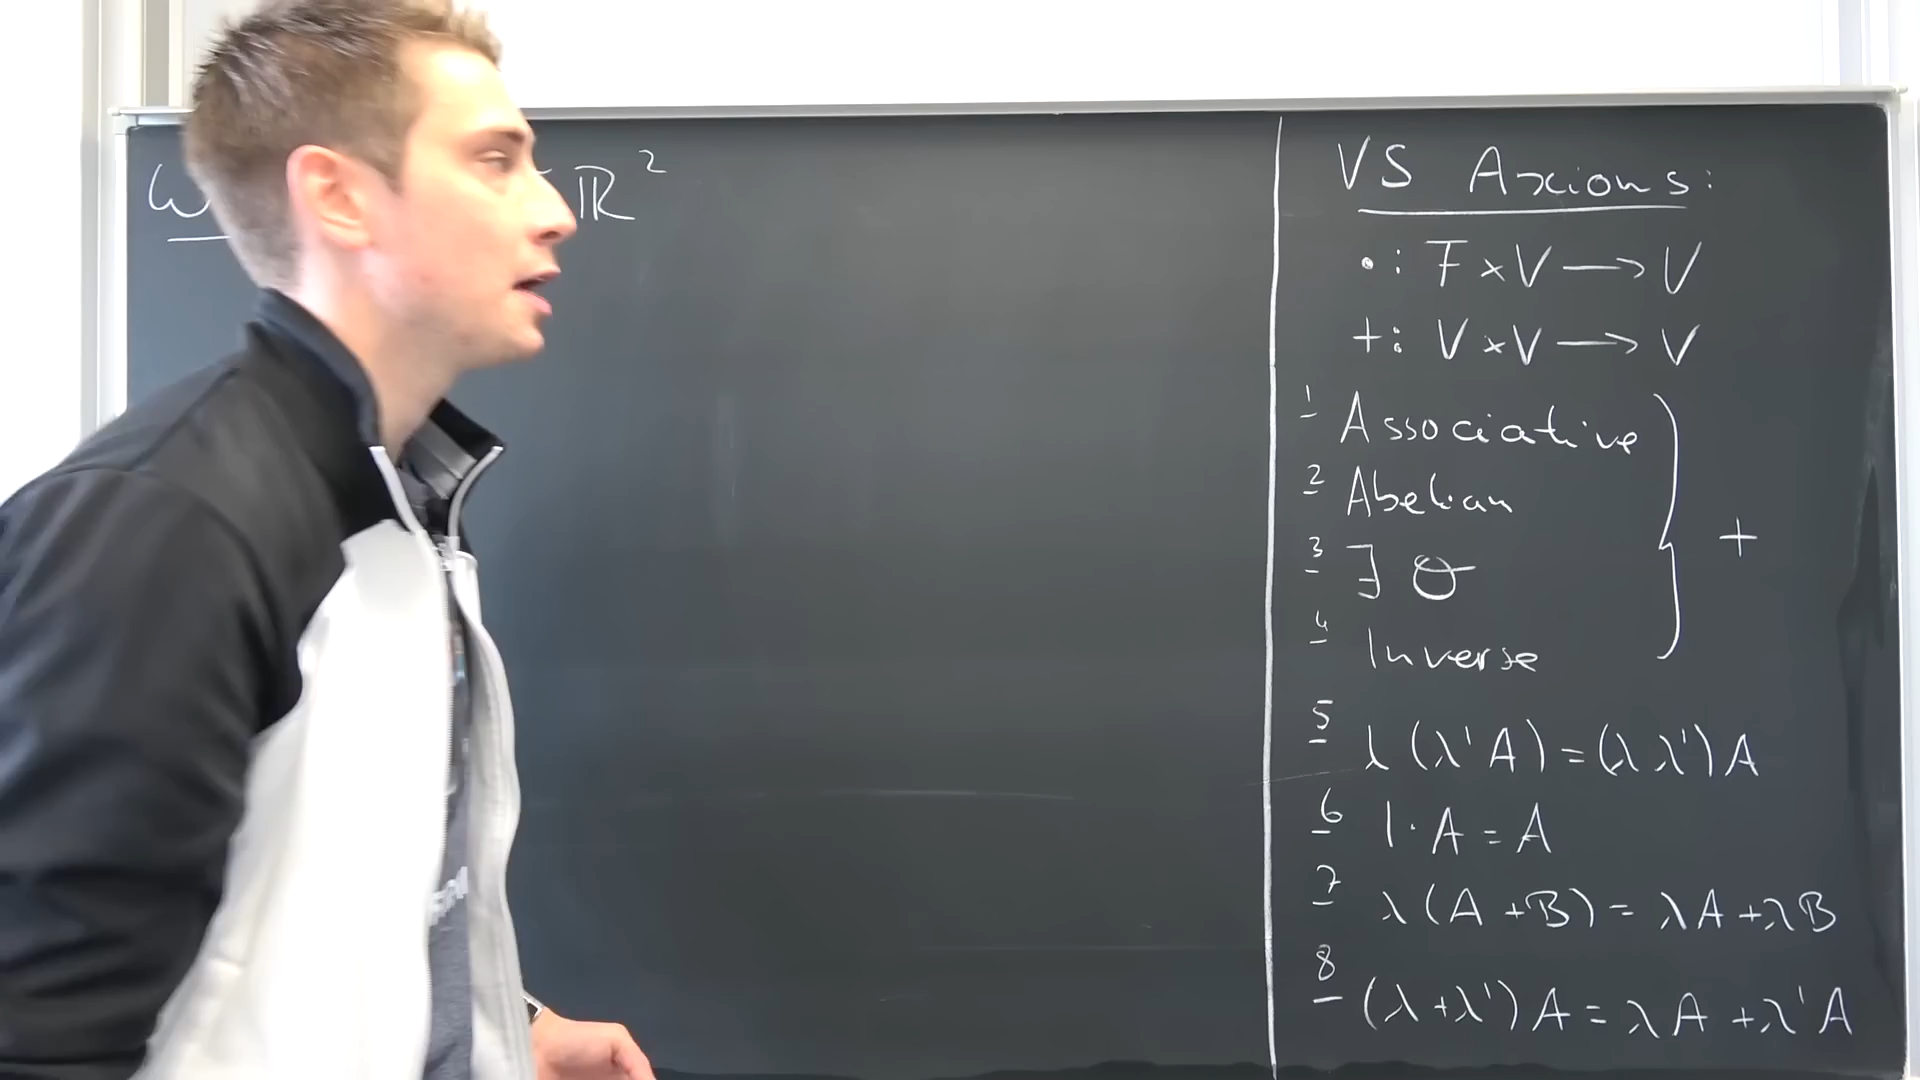 ℝ²
VS Axioms:
• : F × V → V
+ : V × V → V
1 Associative
2 Abelian
3 ∃ O
4 Inverse
+
5 λ(λ'A) = (λλ')A
6 1·A = A
7 λ(A+B) = λA+λB
8 (λ+λ')A = λA+λ'A